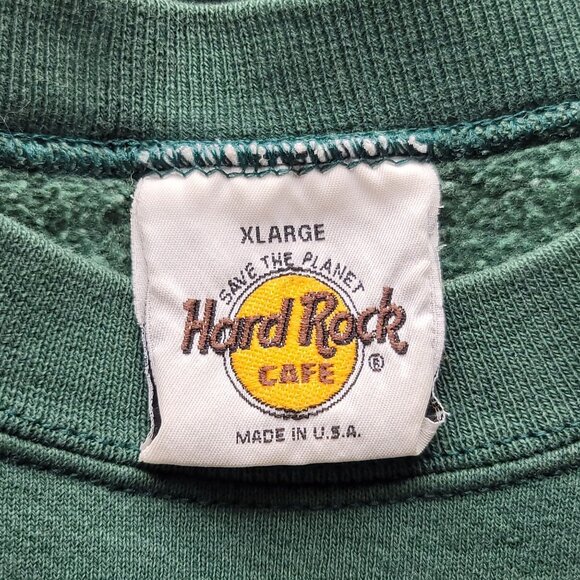 XLARGE
SAVE THE PLANET
Hard Rock
CAFE ®
MADE IN U.S.A.